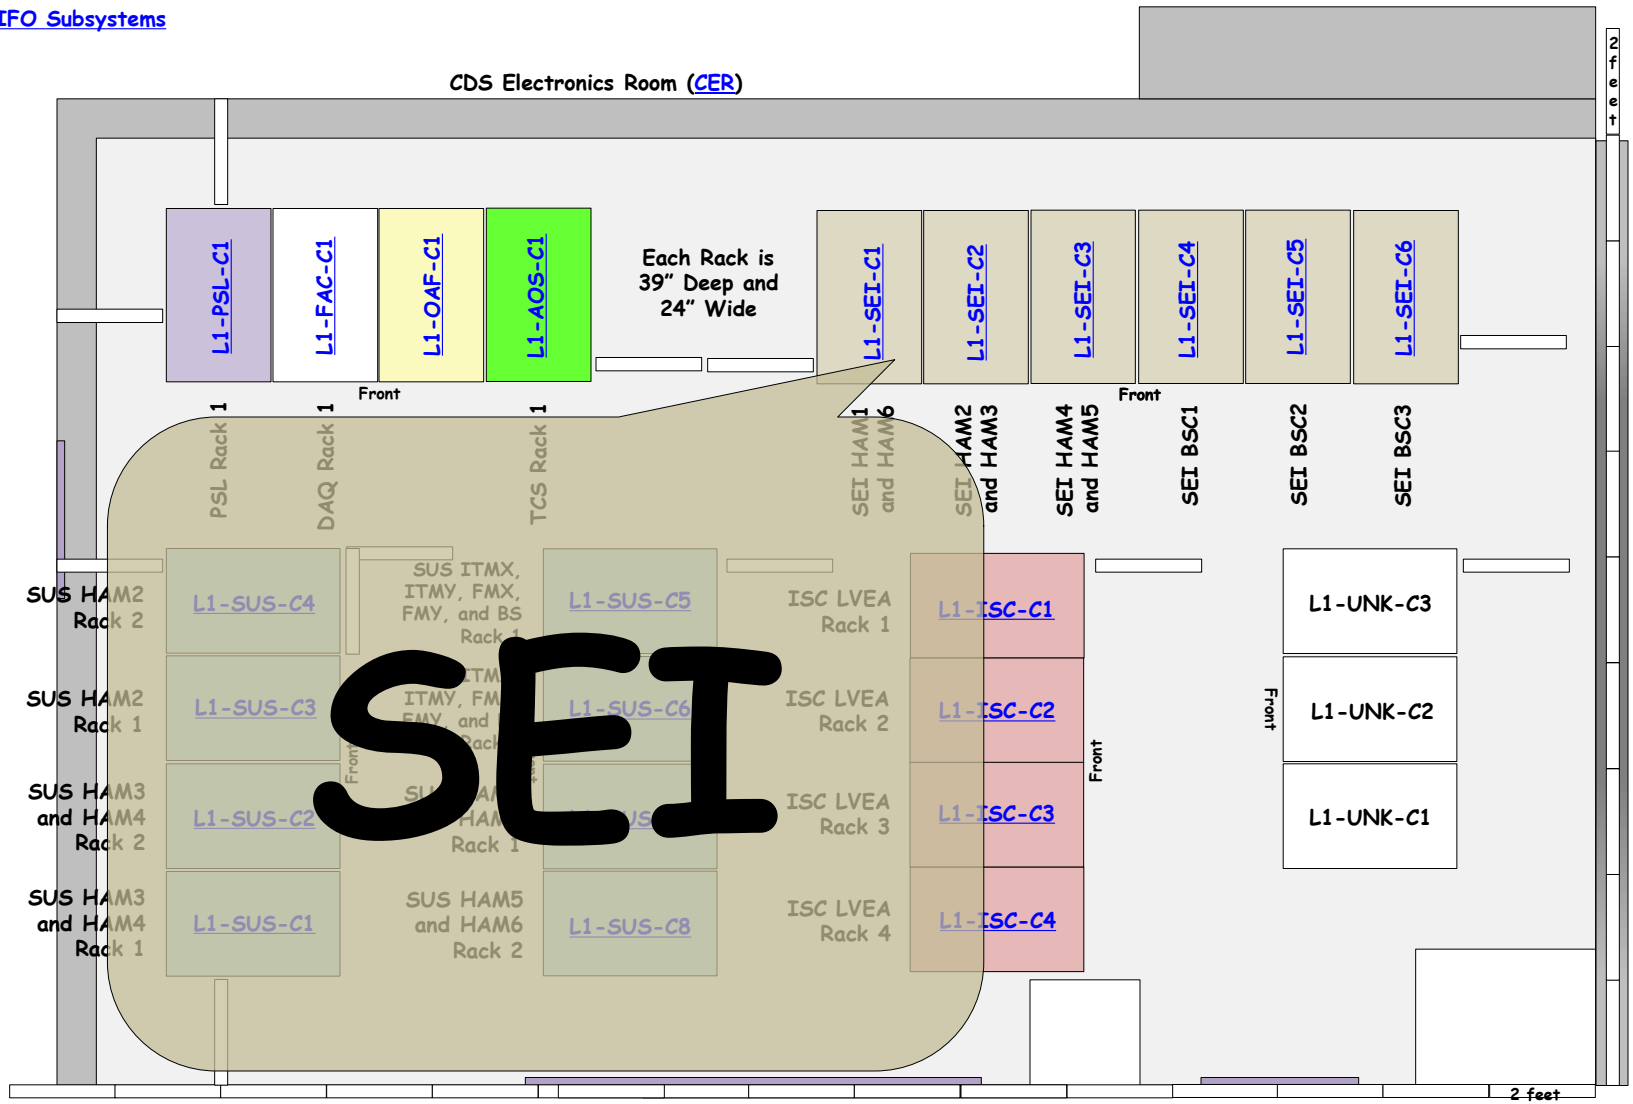 IFO Subsystems
2
f
e
e
t
CDS Electronics Room (CER)
L1-PSL-C1
L1-FAC-C1
L1-OAF-C1
L1-AOS-C1
Each Rack is
39” Deep and
24” Wide
L1-SEI-C1
L1-SEI-C2
L1-SEI-C3
L1-SEI-C4
L1-SEI-C5
L1-SEI-C6
Front
Front
PSL Rack 1
DAQ Rack 1
TCS Rack 1
SEI HAM1
and HAM6
SEI HAM2
and HAM3
SEI HAM4
and HAM5
SEI BSC1
SEI BSC2
SEI BSC3
SUS HAM2
Rack 2
L1-SUS-C4
SUS ITMX,
ITMY, FMX,
FMY, and BS
Rack 1
L1-SUS-C5
ISC LVEA
Rack 1
L1-ISC-C1
L1-UNK-C3
SUS HAM2
Rack 1
L1-SUS-C3
ITMY,
and
L1-SUS-C6
ISC LVEA
Rack 2
L1-ISC-C2
Front
L1-UNK-C2
SEI
Front
Front
SUS HAM3
and HAM4
Rack 2
L1-SUS-C2
Rack 1
ISC LVEA
Rack 3
L1-ISC-C3
L1-UNK-C1
SUS HAM3
and HAM4
Rack 1
L1-SUS-C1
SUS HAM5
and HAM6
Rack 2
L1-SUS-C8
ISC LVEA
Rack 4
L1-ISC-C4
2 feet